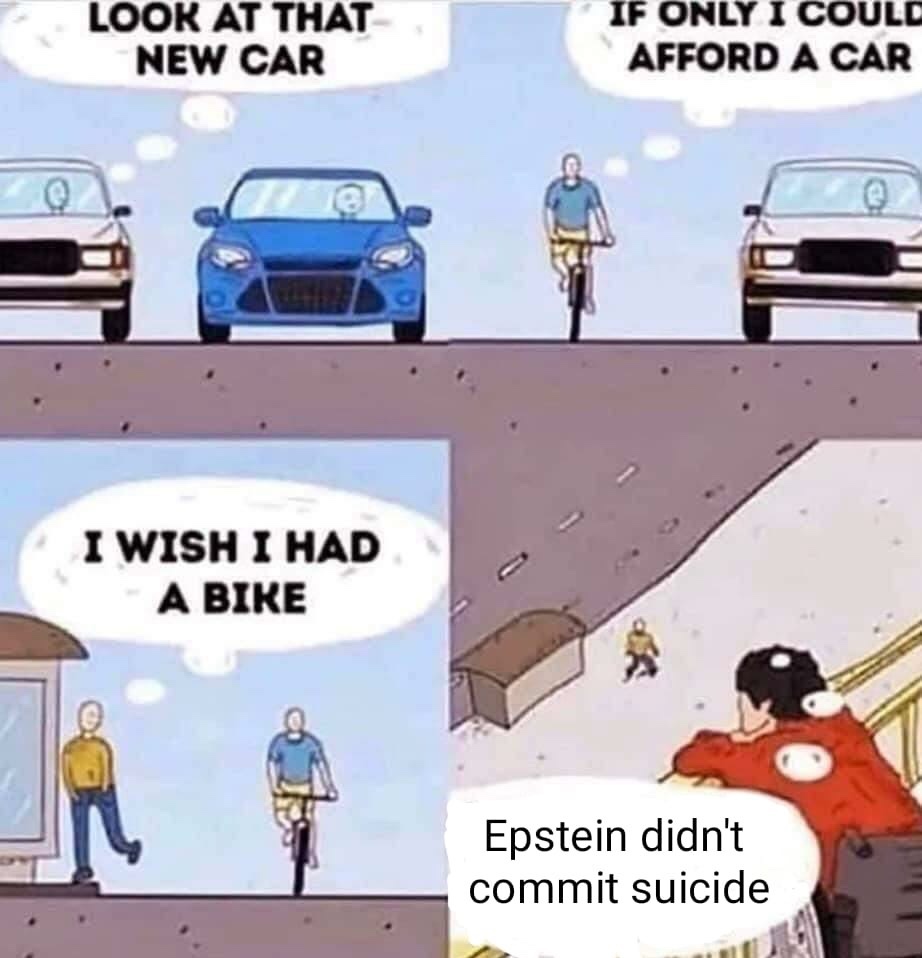 LOOK AT THAT
NEW CAR
IF ONLY I COULD
AFFORD A CAR
I WISH I HAD
A BIKE
Epstein didn't
commit suicide